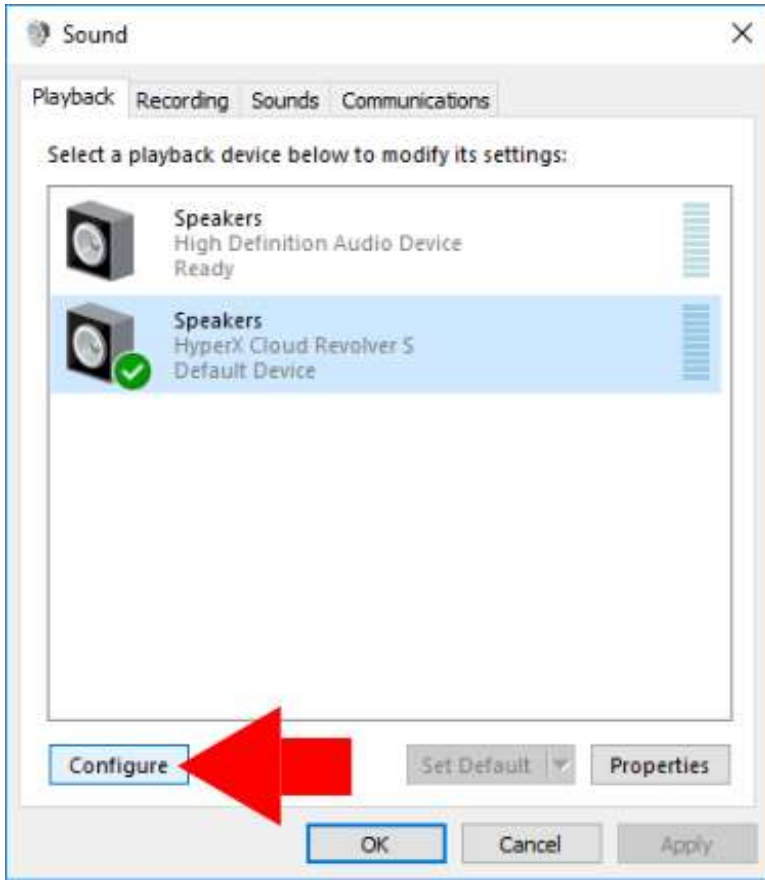 Sound
Playback Recording Sounds Communications
Select a playback device below to modify its settings:
Speakers
High Definition Audio Device
Ready
Speakers
HyperX Cloud Revolver S
Default Device
Configure Set Default Properties
OK Cancel Apply